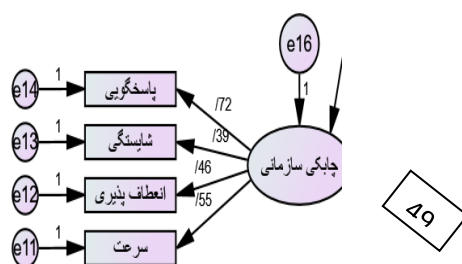 e16
1
e14
1
پاسخگویی
/72
e13
1
شایستگی
/39
چابکی سازمانی
e12
1
انعطاف پذیری
/46
/55
e11
1
سرعت
49